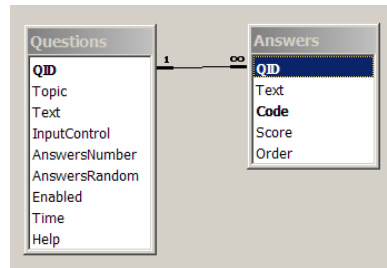 Questions
QID
Topic
Text
InputControl
AnswersNumber
AnswersRandom
Enabled
Time
Help
1
∞
Answers
QID
Text
Code
Score
Order